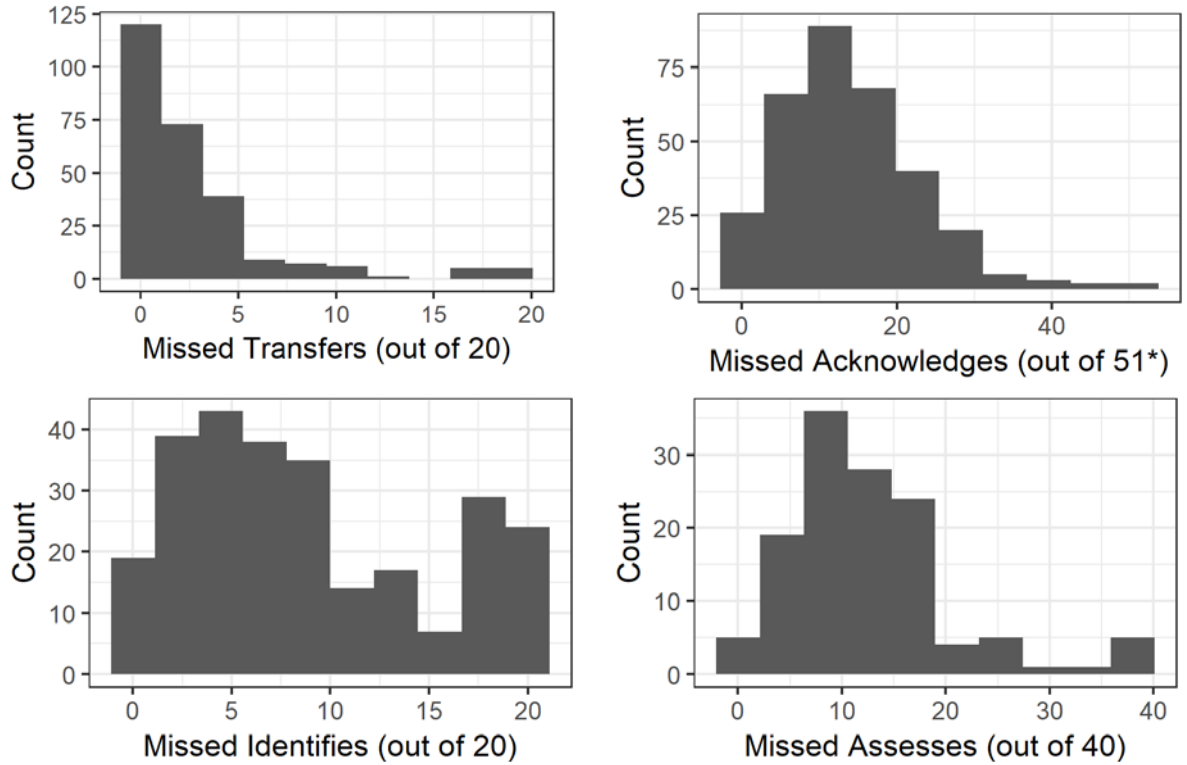 125
100
75
50
25
0
Count
0 5 10 15 20
Missed Transfers (out of 20)
75
50
25
0
Count
0 20 40
Missed Acknowledges (out of 51*)
40
30
20
10
0
Count
0 5 10 15 20
Missed Identifies (out of 20)
30
20
10
0
Count
0 10 20 30 40
Missed Assesses (out of 40)